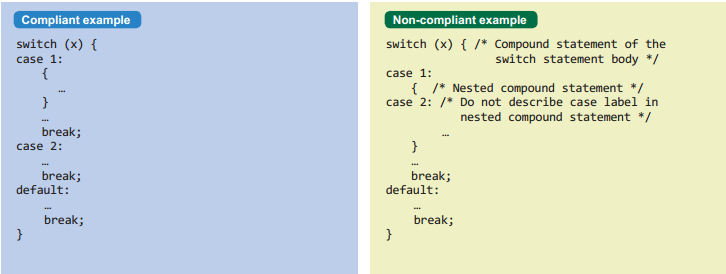 Compliant example
switch (x) {
case 1:
    {
      …
    }
    …
    break;
case 2:
    …
    break;
default:
    …
    break;
}
Non-compliant example
switch (x) { /* Compound statement of the
                switch statement body */
case 1:
    {  /* Nested compound statement */
case 2: /* Do not describe case label in
           nested compound statement */
        …
    }
    …
    break;
default:
    …
    break;
}